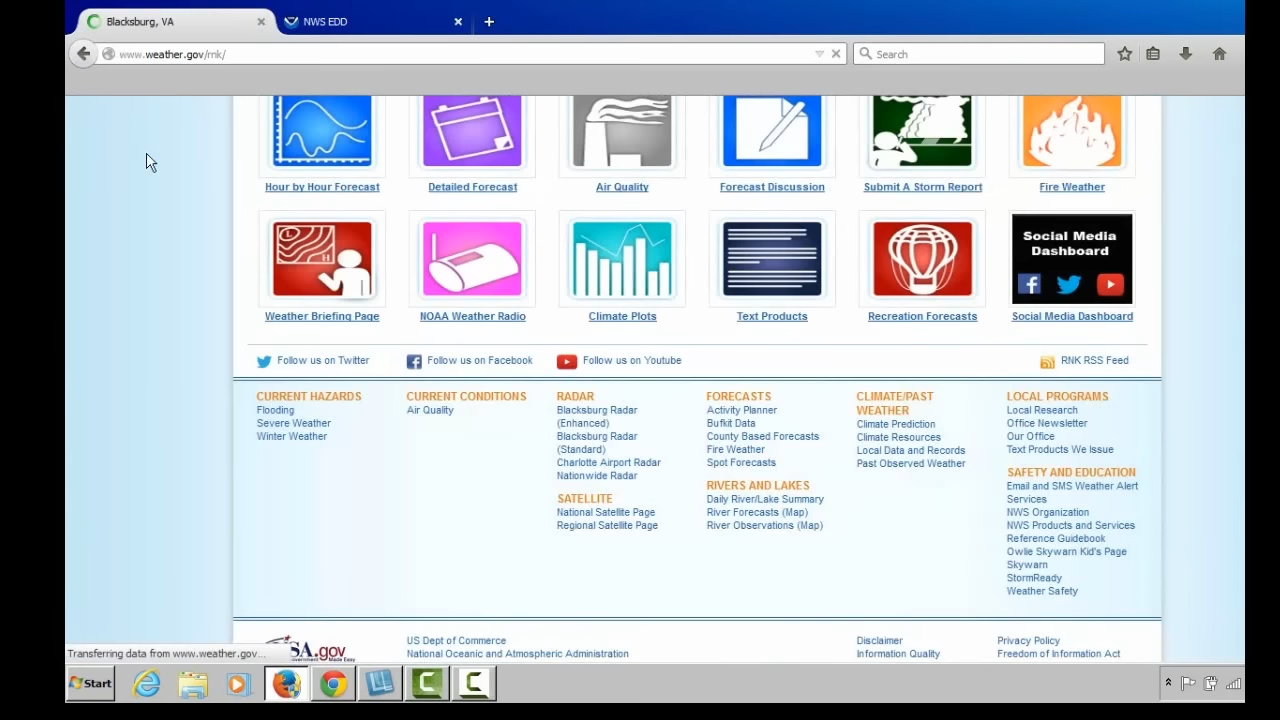 Blacksburg, VA
NWS EDD
www.weather.gov/rnk/
Search
Hour by Hour Forecast
Detailed Forecast
Air Quality
Forecast Discussion
Submit A Storm Report
Fire Weather
L
H
Social Media
Dashboard
Weather Briefing Page
NOAA Weather Radio
Climate Plots
Text Products
Recreation Forecasts
Social Media Dashboard
Follow us on Twitter
Follow us on Facebook
Follow us on Youtube
RNK RSS Feed
CURRENT HAZARDS
Flooding
Severe Weather
Winter Weather
CURRENT CONDITIONS
Air Quality
RADAR
Blacksburg Radar
(Enhanced)
Blacksburg Radar
(Standard)
Charlotte Airport Radar
Nationwide Radar
SATELLITE
National Satellite Page
Regional Satellite Page
FORECASTS
Activity Planner
Bufkit Data
County Based Forecasts
Fire Weather
Spot Forecasts
RIVERS AND LAKES
Daily River/Lake Summary
River Forecasts (Map)
River Observations (Map)
CLIMATE/PAST
WEATHER
Climate Prediction
Climate Resources
Local Data and Records
Past Observed Weather
LOCAL PROGRAMS
Local Research
Office Newsletter
Our Office
Text Products We Issue
SAFETY AND EDUCATION
Email and SMS Weather Alert
Services
NWS Organization
NWS Products and Services
Reference Guidebook
Owlie Skywarn Kid's Page
Skywarn
StormReady
Weather Safety
US Dept of Commerce
National Oceanic and Atmospheric Administration
Disclaimer
Information Quality
Privacy Policy
Freedom of Information Act
Transferring data from www.weather.gov...
SA.gov
Made Easy
Start